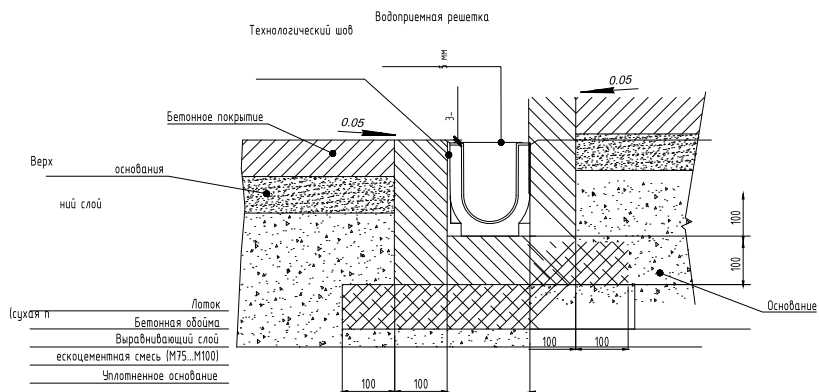 Водоприемная решетка
Технологический шов
5 мм
3-
0.05
0.05
Бетонное покрытие
Верх
основания
ний слой
100
100
Основание
Лоток
(сухая п
Бетонная обойма
Выравнивающий слой
ескоцементная смесь (М75...М100)
Уплотненное основание
100
100
100
100